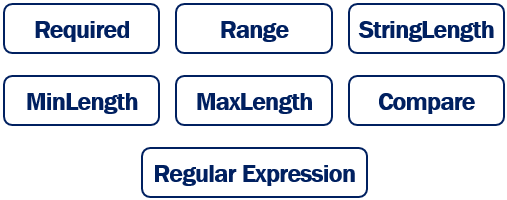 Required Range StringLength
MinLength MaxLength Compare
Regular Expression